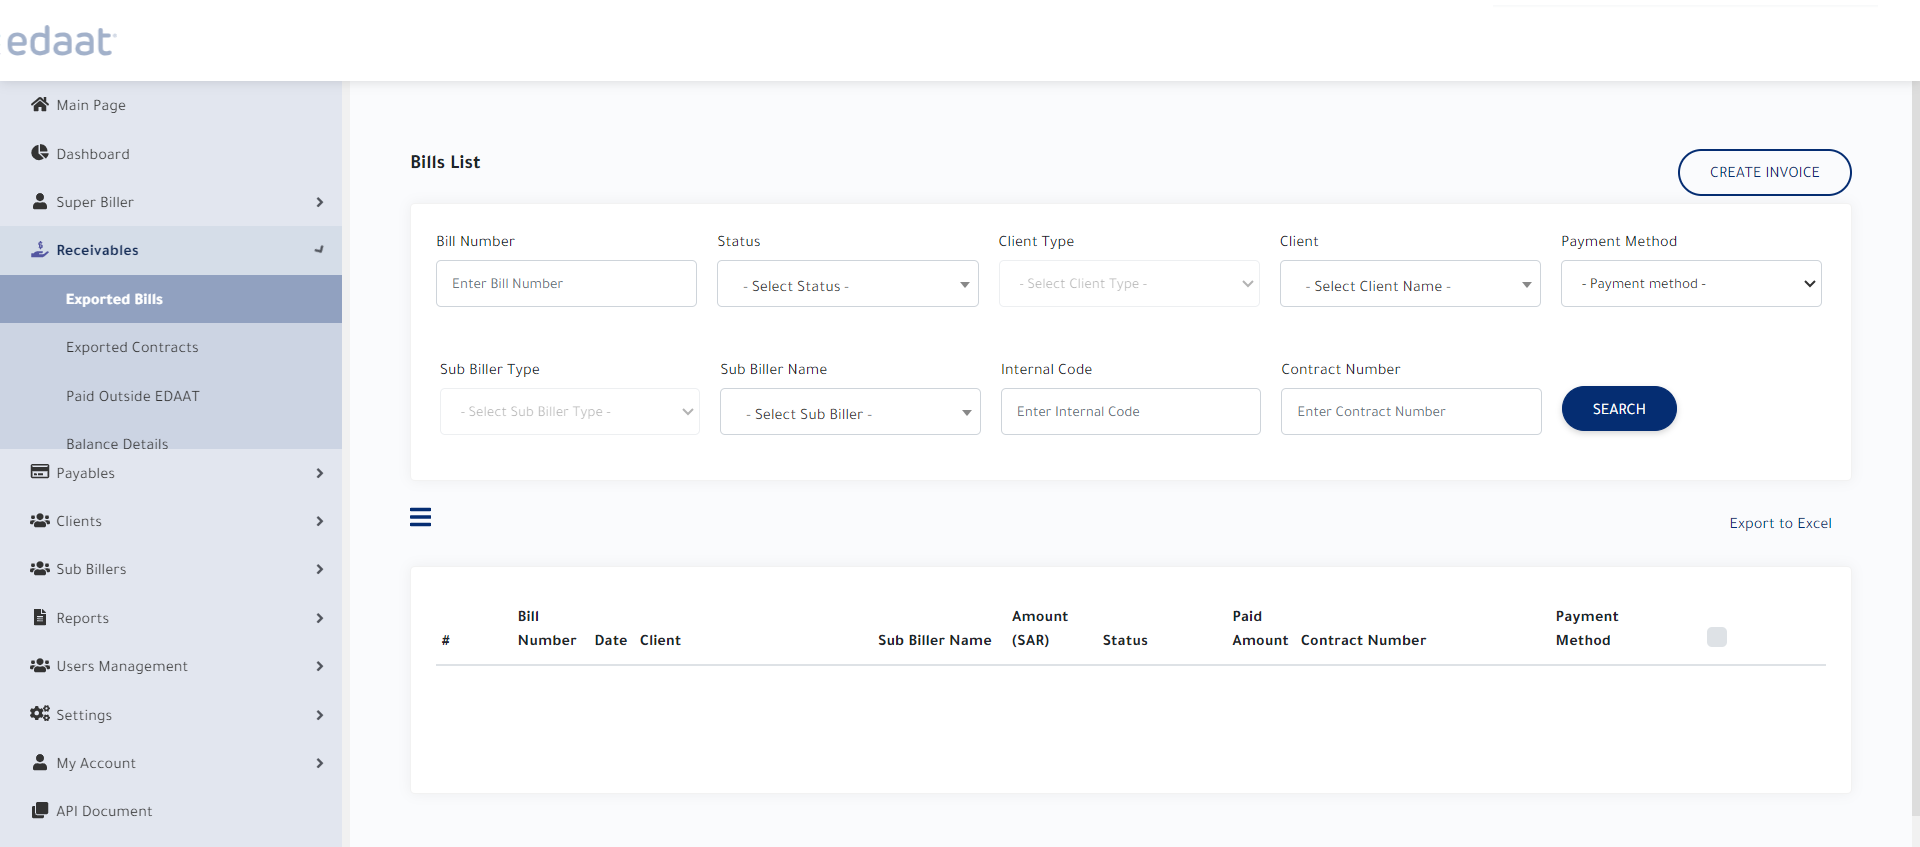 edaat
Main Page
Dashboard
Super Biller
Receivables
Exported Bills
Exported Contracts
Paid Outside EDAAT
Balance Details
Payables
Clients
Sub Billers
Reports
Users Management
Settings
My Account
API Document
Bills List
CREATE INVOICE
Bill Number Status Client Type Client Payment Method
Enter Bill Number - Select Status - - Select Client Type - - Select Client Name - - Payment method -
Sub Biller Type Sub Biller Name Internal Code Contract Number
- Select Sub Biller Type - - Select Sub Biller - Enter Internal Code Enter Contract Number SEARCH
Export to Excel
Bill Amount Paid Payment
# Number Date Client Sub Biller Name (SAR) Status Amount Contract Number Method